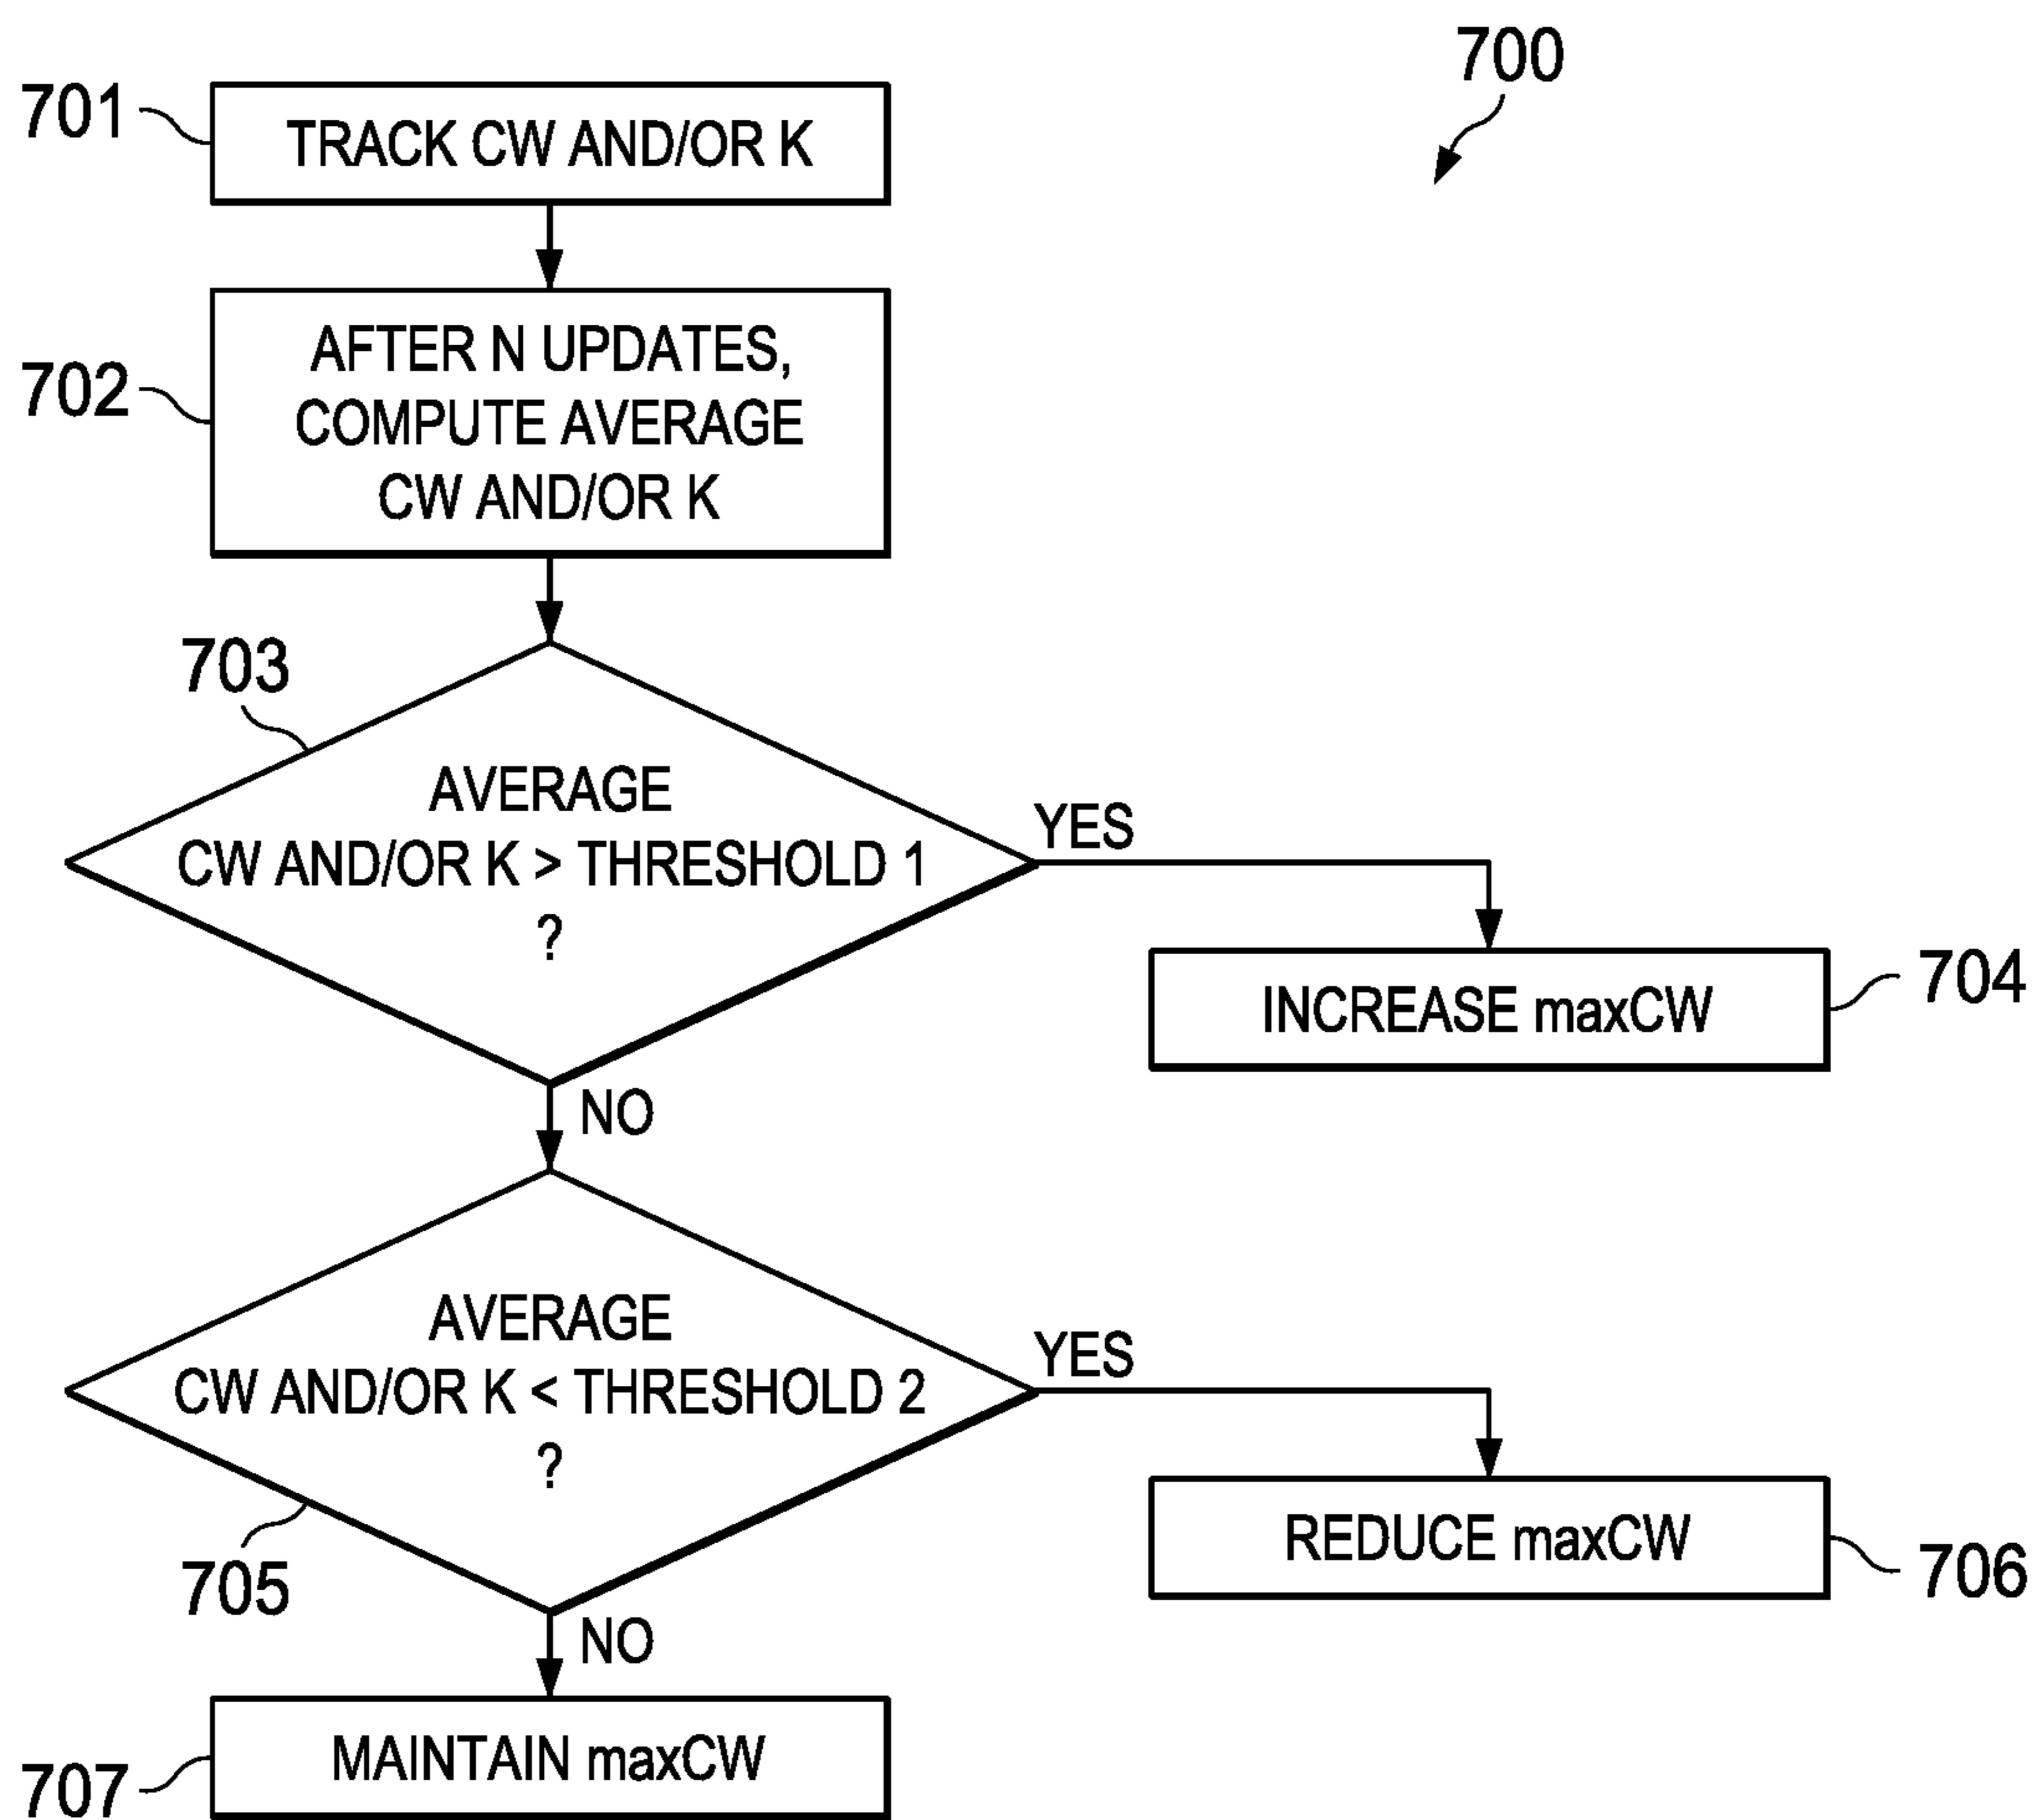 700
701
TRACK CW AND/OR K
702
AFTER N UPDATES,
COMPUTE AVERAGE
CW AND/OR K
703
AVERAGE
CW AND/OR K > THRESHOLD 1
?
YES
704
INCREASE maxCW
NO
AVERAGE
CW AND/OR K < THRESHOLD 2
?
YES
705
REDUCE maxCW
706
NO
707
MAINTAIN maxCW